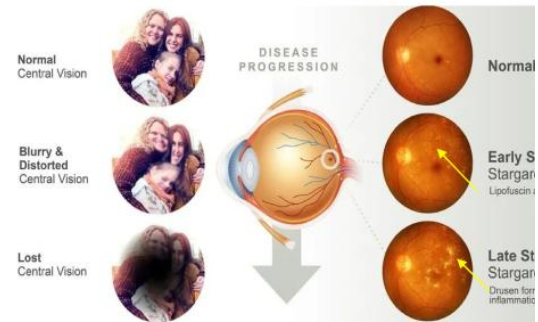 Normal
Central Vision
DISEASE
PROGRESSION
Normal
Blurry &
Distorted
Central Vision
Early S
Stargar
Lipofuscin a
Lost
Central Vision
Late St
Stargar
Drusen for
inflammatio